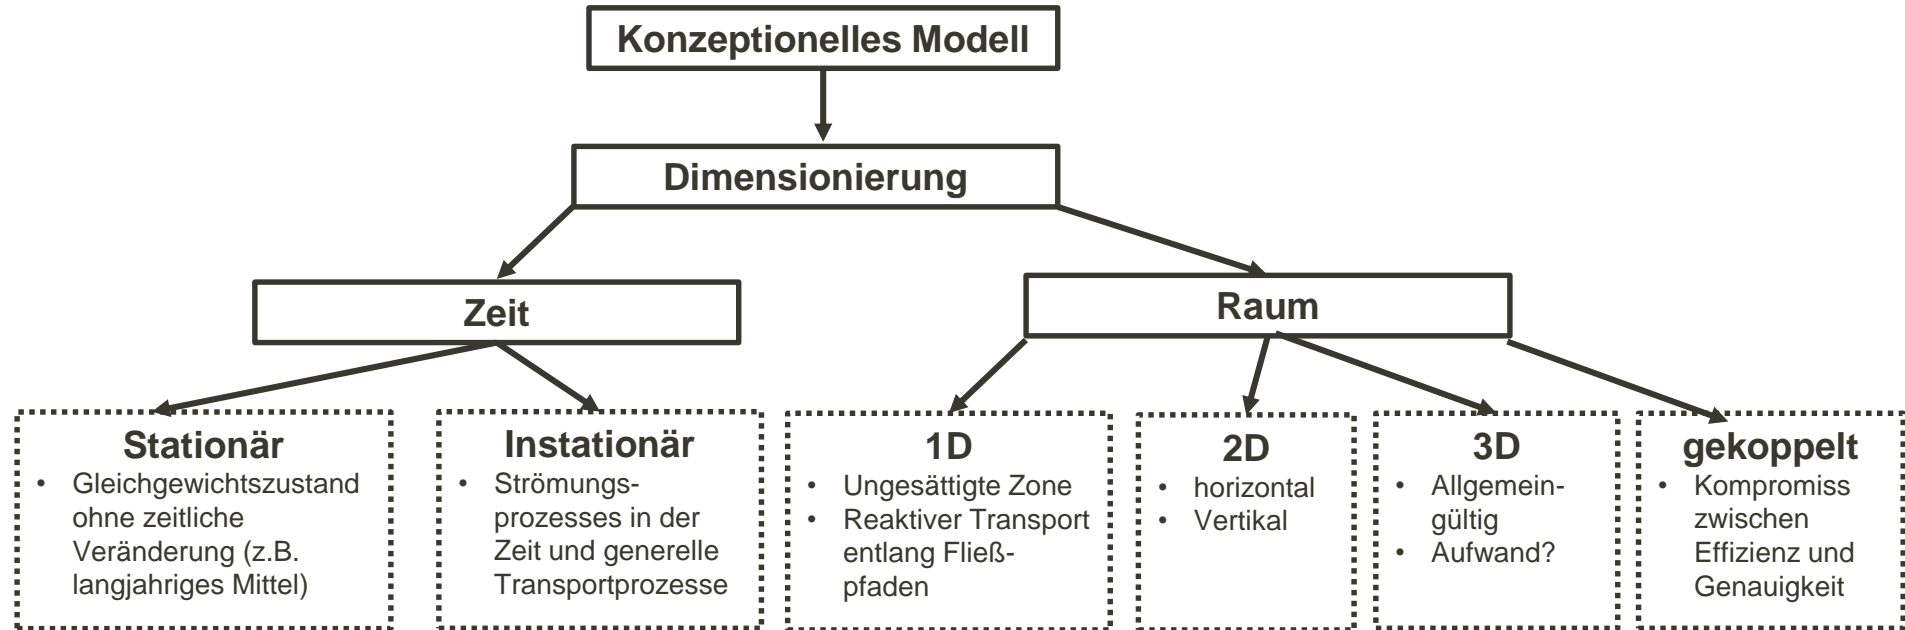 Konzeptionelles Modell
Dimensionierung
Zeit
Raum
Stationär
• Gleichgewichtszustand
ohne zeitliche
Veränderung (z.B.
langjahriges Mittel)
Instationär
• Strömungs-
prozesses in der
Zeit und generelle
Transportprozesse
1D
• Ungesättigte Zone
• Reaktiver Transport
entlang Fließ-
pfaden
2D
• horizontal
• Vertikal
3D
• Allgemein-
gültig
• Aufwand?
gekoppelt
• Kompromiss
zwischen
Effizienz und
Genauigkeit